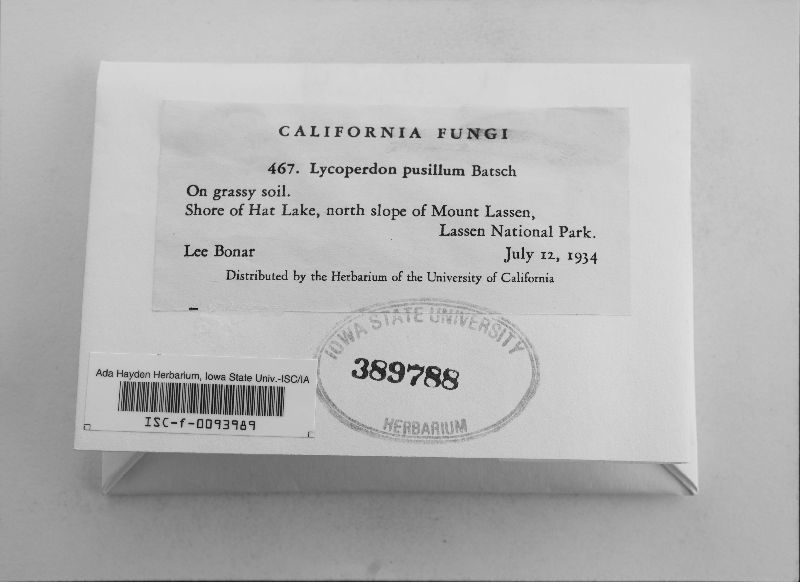 CALIFORNIA FUNGI
467. Lycoperdon pusillum Batsch
On grassy soil.
Shore of Hat Lake, north slope of Mount Lassen,
Lassen National Park.
Lee Bonar July 12, 1934
Distributed by the Herbarium of the University of California
IOWA STATE UNIVERSITY
389788
HERBARIUM
Ada Hayden Herbarium, Iowa State Univ.-ISC/IA
ISC-f-0093989